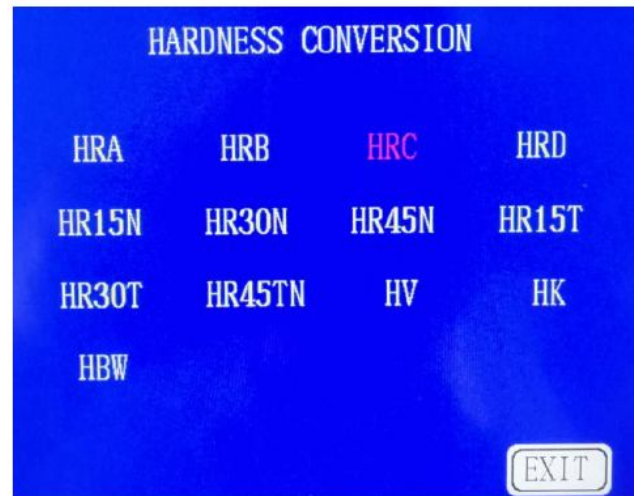 HARDNESS CONVERSION
HRA HRB HRC HRD
HR15N HR30N HR45N HR15T
HR30T HR45TN HV HK
HBW
EXIT